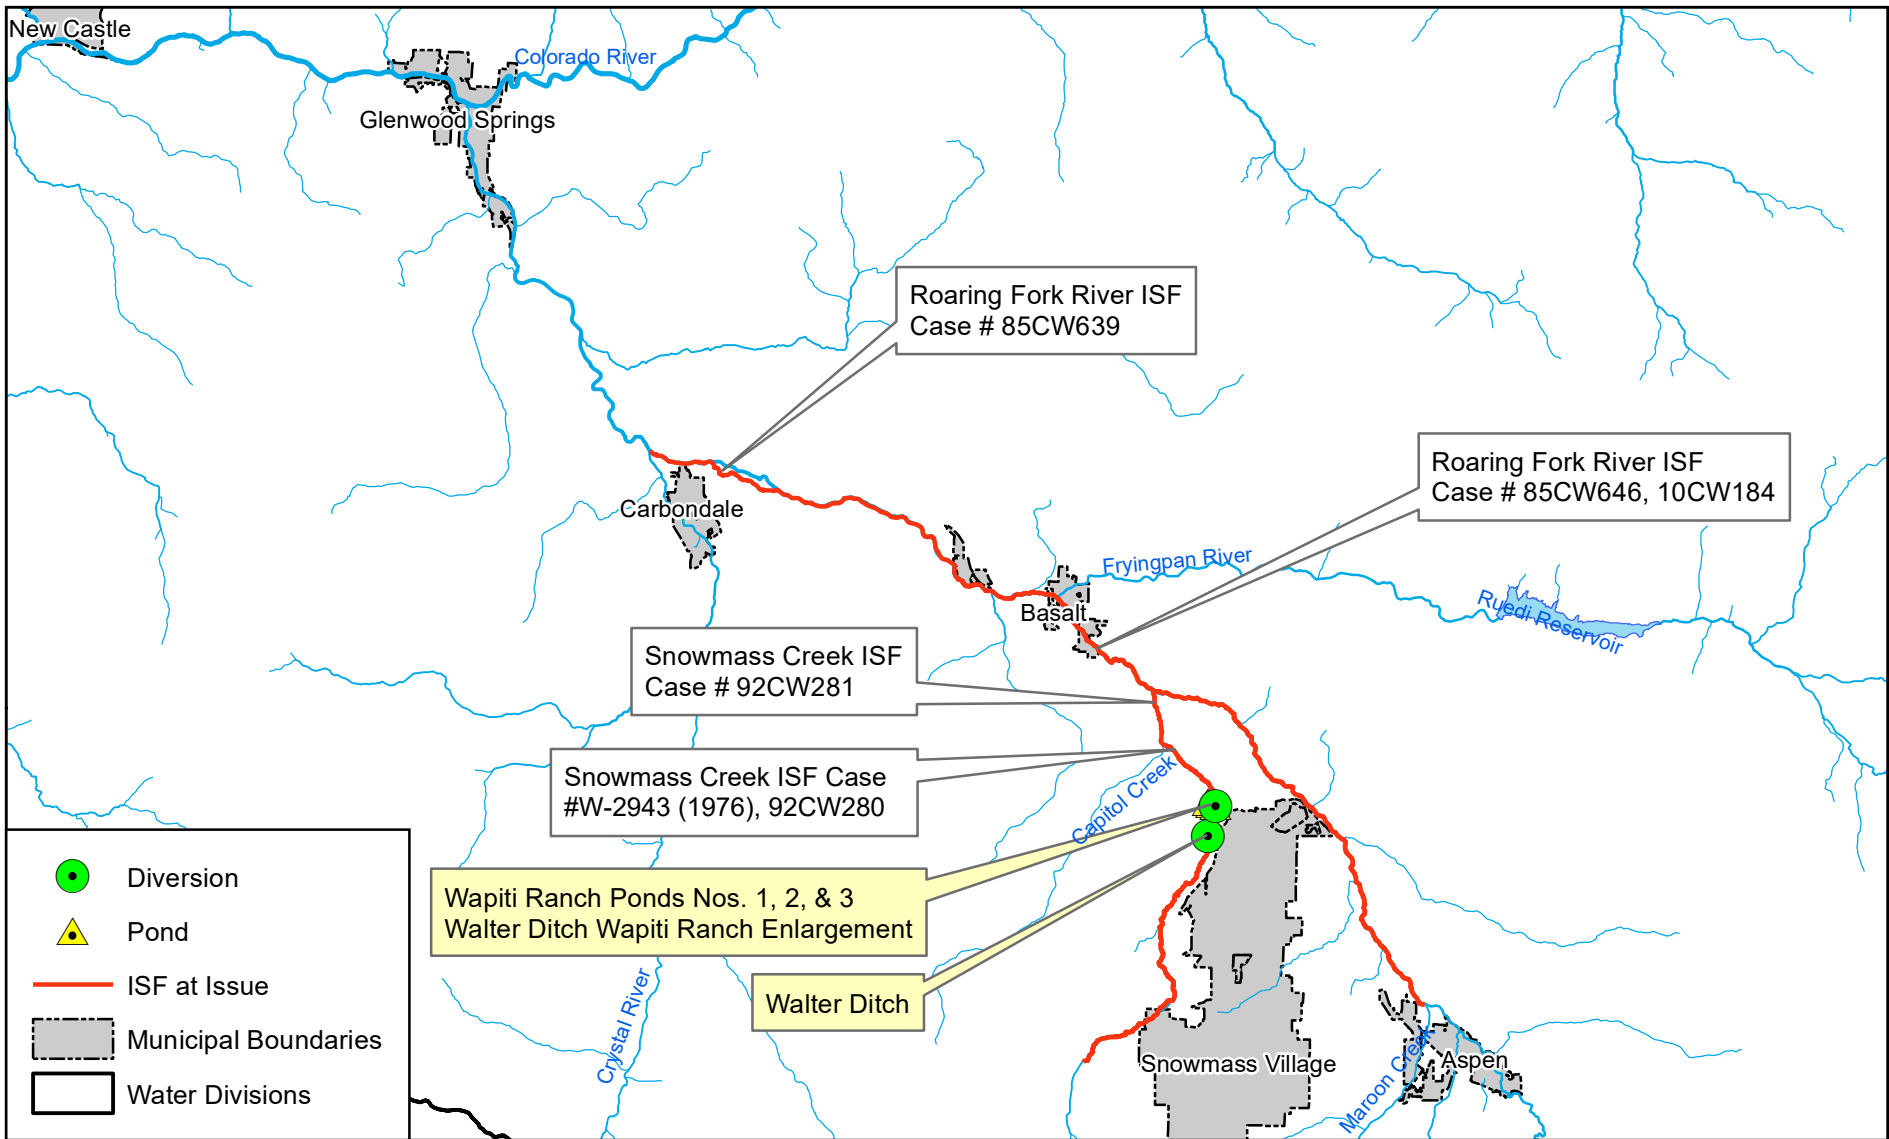 New Castle
Colorado River
Glenwood Springs
Roaring Fork River ISF
Case # 85CW639
Roaring Fork River ISF
Case # 85CW646, 10CW184
Carbondale
Fryingpan River
Basalt
Ruedi Reservoir
Snowmass Creek ISF
Case # 92CW281
Snowmass Creek ISF Case
#W-2943 (1976), 92CW280
Capitol Creek
Wapiti Ranch Ponds Nos. 1, 2, & 3
Walter Ditch Wapiti Ranch Enlargement
Walter Ditch
Crystal River
Snowmass Village
Maroon Creek
Aspen
Diversion
Pond
ISF at Issue
Municipal Boundaries
Water Divisions